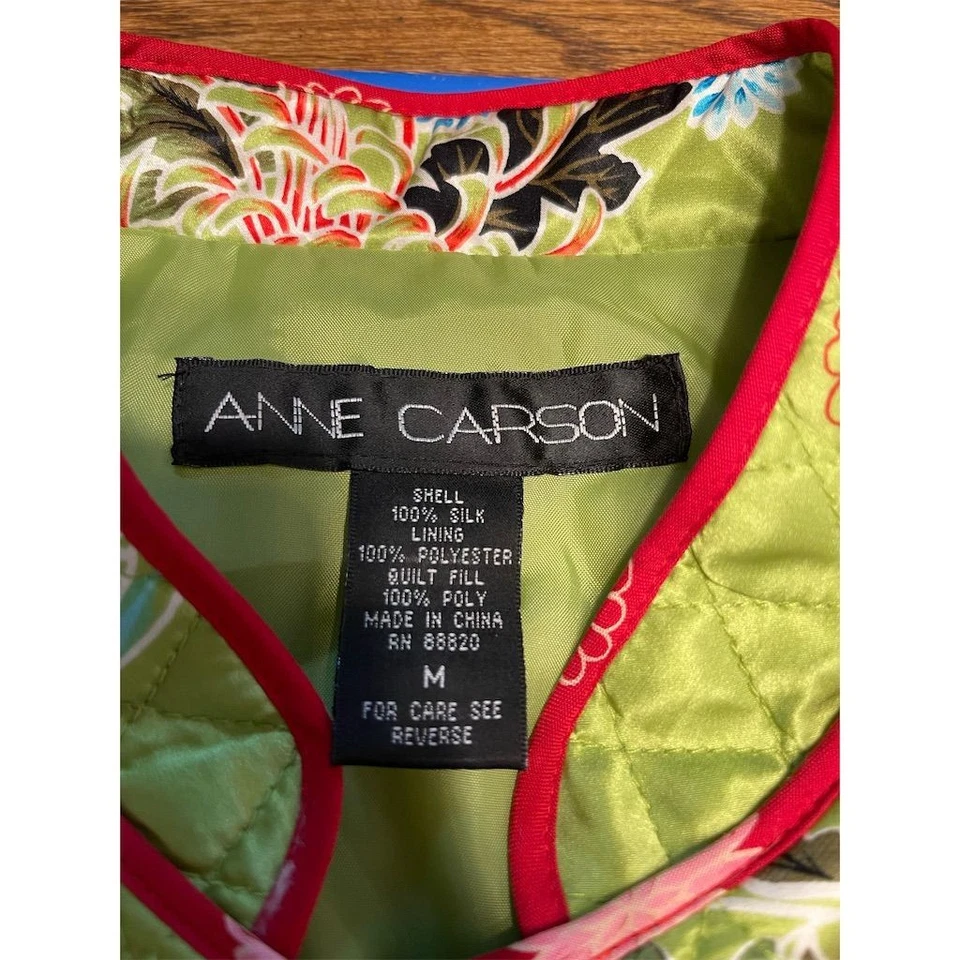 ANNE CARSON
SHELL
100% SILK
LINING
100% POLYESTER
QUILT FILL
100% POLY
MADE IN CHINA
RN 88820
M
FOR CARE SEE
REVERSE